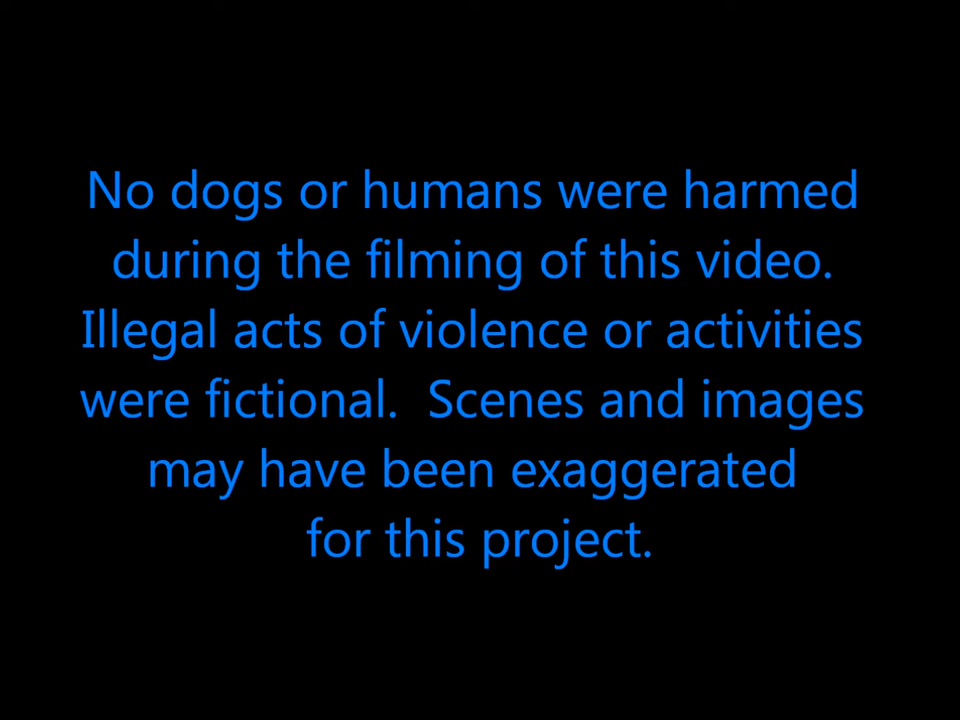 No dogs or humans were harmed
during the filming of this video.
Illegal acts of violence or activities
were fictional.  Scenes and images
may have been exaggerated
for this project.